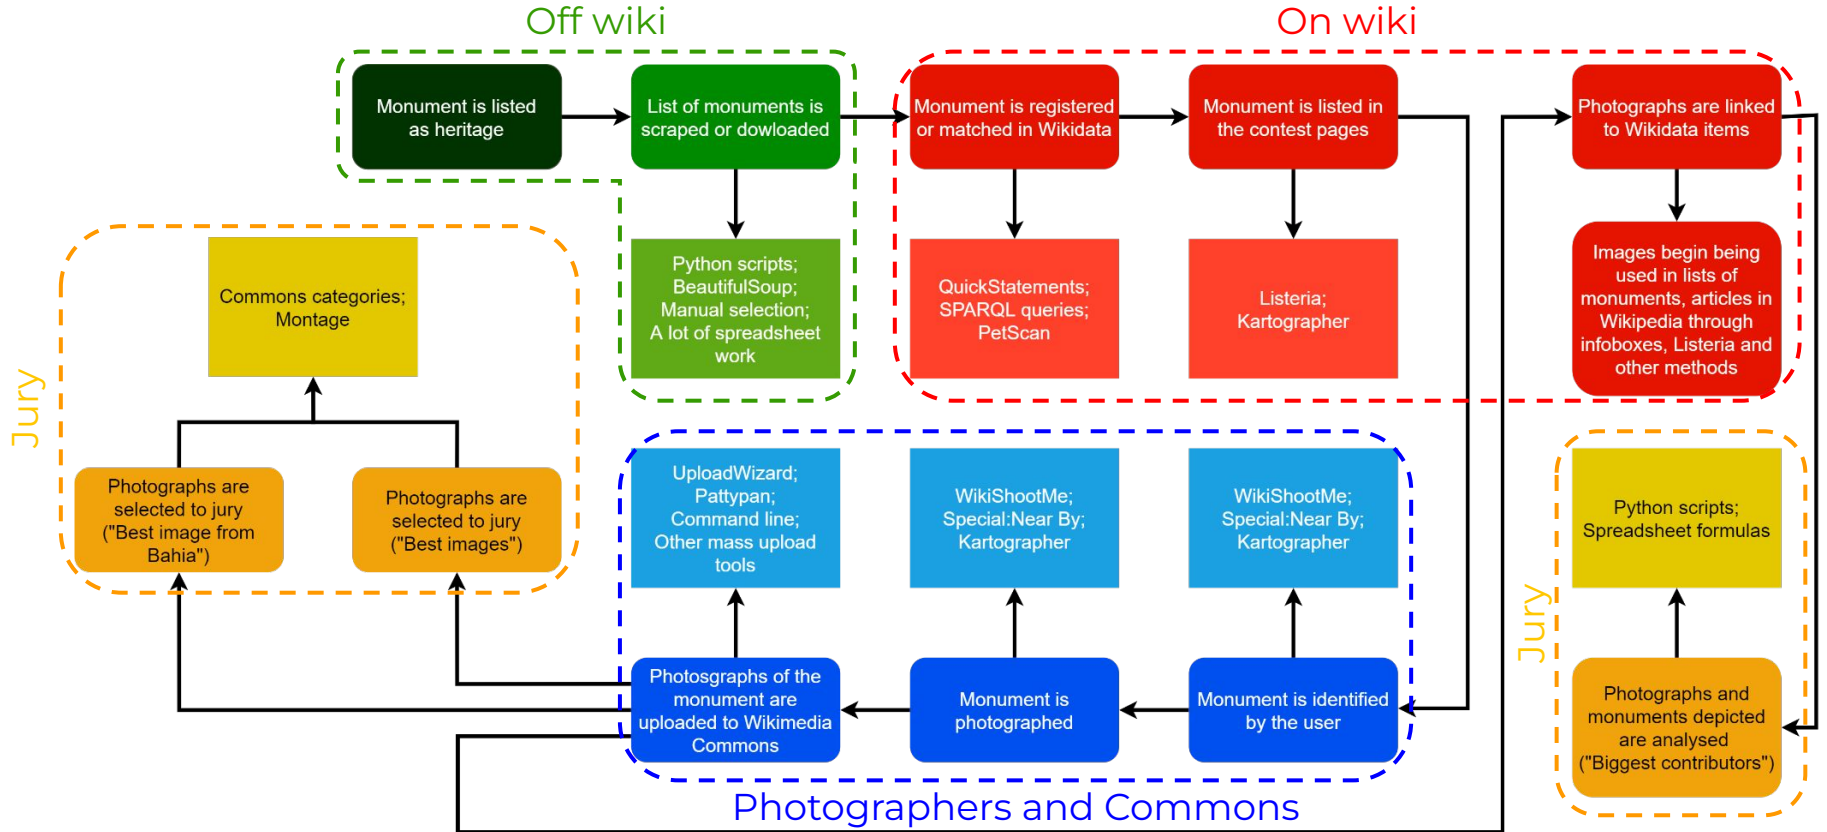 Off wiki
On wiki
Monument is listed
as heritage
List of monuments is
scraped or dowloaded
Monument is registered
or matched in Wikidata
Monument is listed in
the contest pages
Photographs are linked
to Wikidata items
Commons categories;
Montage
Python scripts;
BeautifulSoup;
Manual selection;
A lot of spreadsheet
work
QuickStatements;
SPARQL queries;
PetScan
Listeria;
Kartographer
Images begin being
used in lists of
monuments, articles in
Wikipedia through
infoboxes, Listeria and
other methods
Jury
Photographs are
selected to jury
("Best image from
Bahia")
Photographs are
selected to jury
("Best images")
UploadWizard;
Pattypan;
Command line;
Other mass upload
tools
WikiShootMe;
Special:Near By;
Kartographer
WikiShootMe;
Special:Near By;
Kartographer
Python scripts;
Spreadsheet formulas
Jury
Photosgraphs of the
monument are
uploaded to Wikimedia
Commons
Monument is
photographed
Monument is identified
by the user
Photographs and
monuments depicted
are analysed
("Biggest contributors")
Photographers and Commons